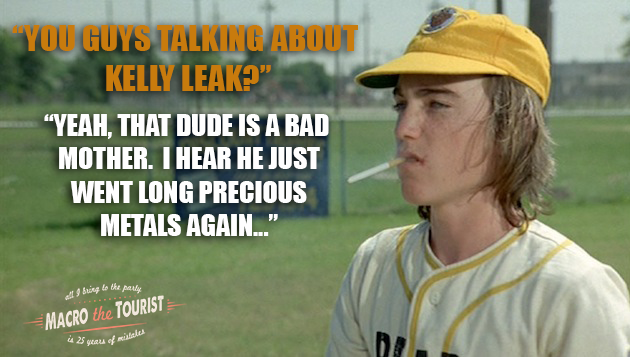 "YOU GUYS TALKING ABOUT
KELLY LEAK?"
"YEAH, THAT DUDE IS A BAD
MOTHER. I HEAR HE JUST
WENT LONG PRECIOUS
METALS AGAIN..."
all I bring to the party
MACRO the TOURIST
is 25 years of mistakes